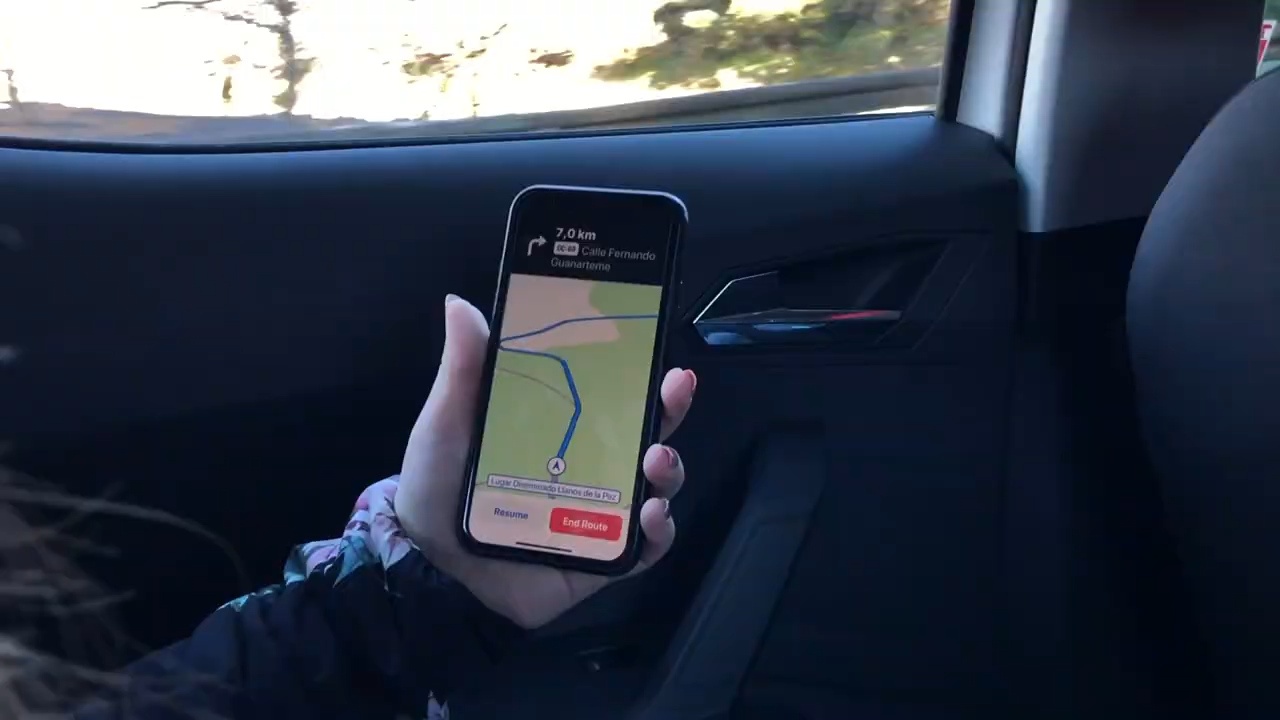 7,0 km
GC-60 Calle Fernando
Guanarteme
Lugar Diseminado Llanos de la Paz
Resume
End Route